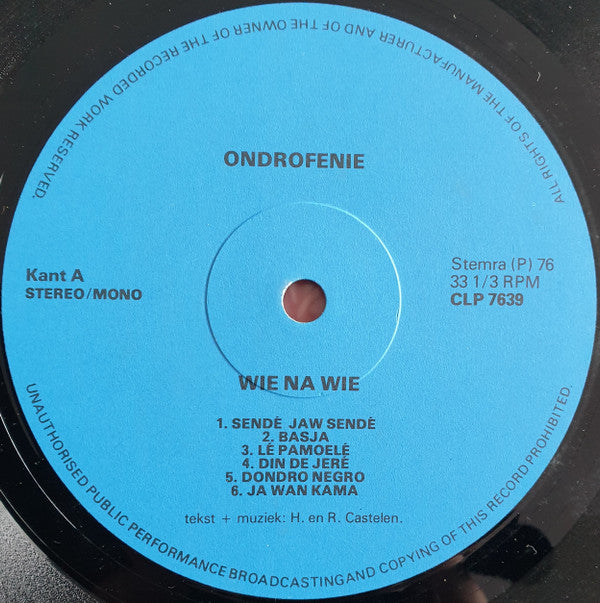 ALL RIGHTS OF THE MANUFACTURER AND OF THE OWNER OF THE RECORDED WORK RESERVED.
ONDROFENIE
Kant A
STEREO/MONO
Stemra (P) 76
33 1/3 RPM
CLP 7639
WIE NA WIE
1. SENDÉ JAW SENDÉ
2. BASJA
3. LÉ PAMOELÉ
4. DIN DE JERÉ
5. DONDRO NEGRO
6. JA WAN KAMA
tekst + muziek: H. en R. Castelen.
UNAUTHORISED PUBLIC PERFORMANCE BROADCASTING AND COPYING OF THIS RECORD PROHIBITED.